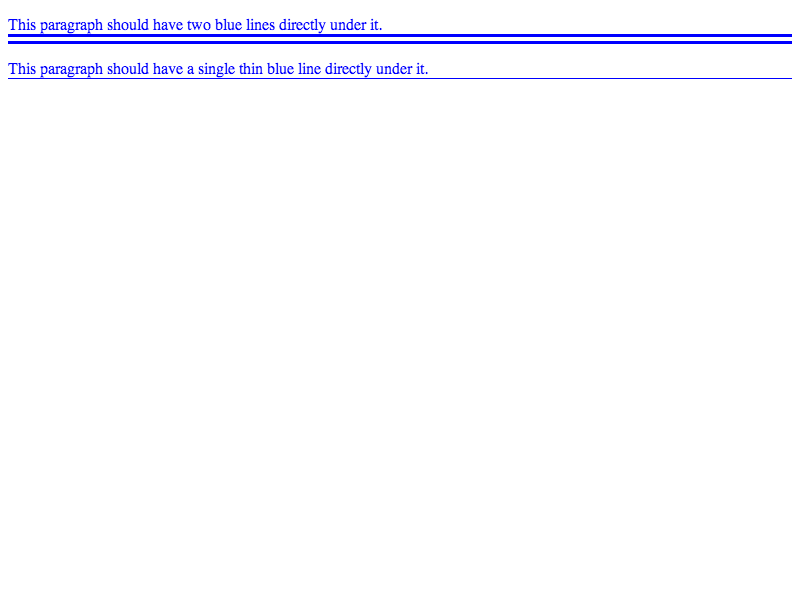 This paragraph should have two blue lines directly under it.
This paragraph should have a single thin blue line directly under it.